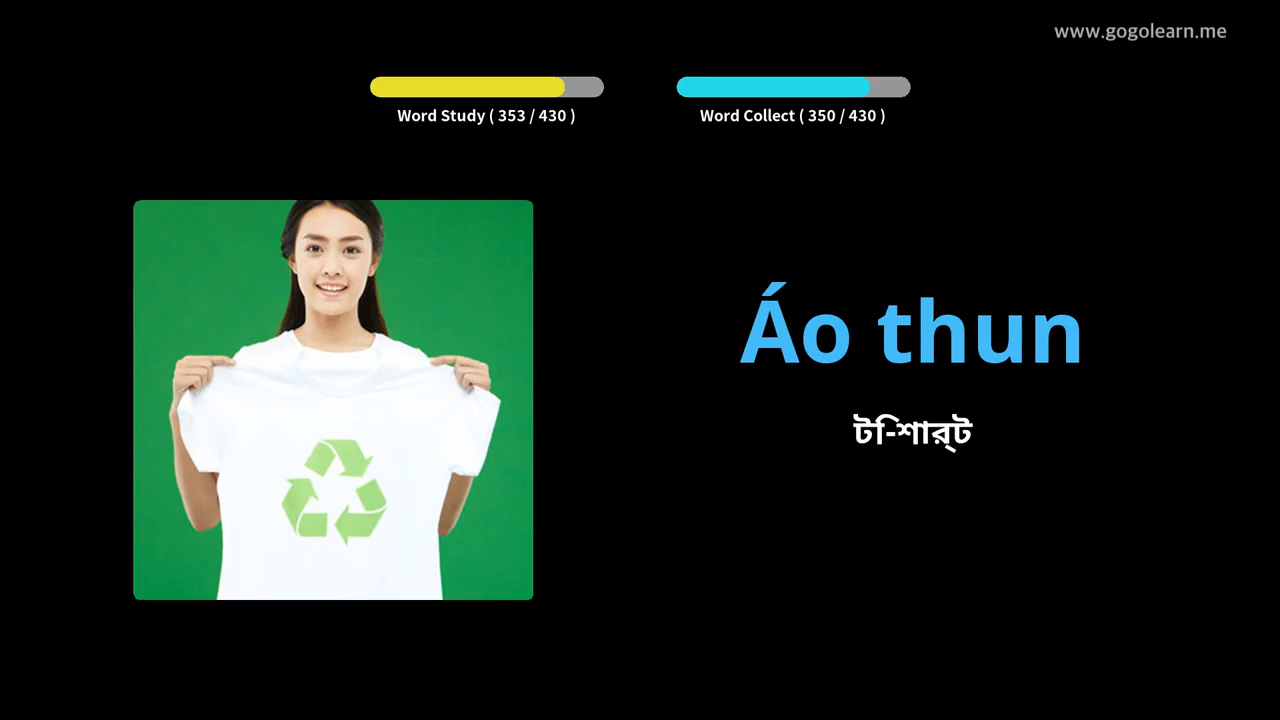 www.gogolearn.me
Word Study ( 353 / 430 )
Word Collect ( 350 / 430 )
Áo thun
টি-শার্ট